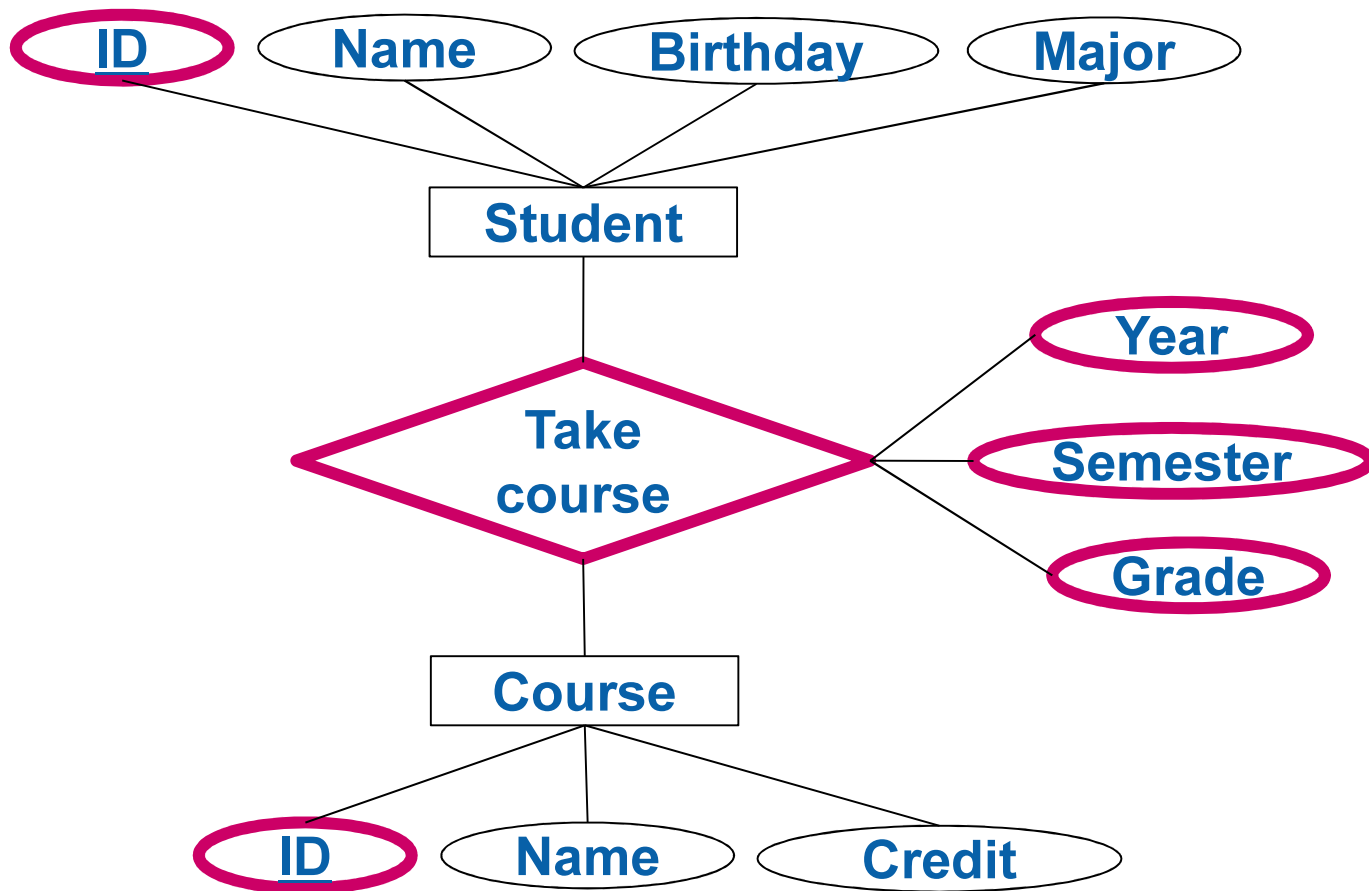 ID
Name
Birthday
Major
Student
Year
Take
course
Semester
Grade
Course
ID
Name
Credit